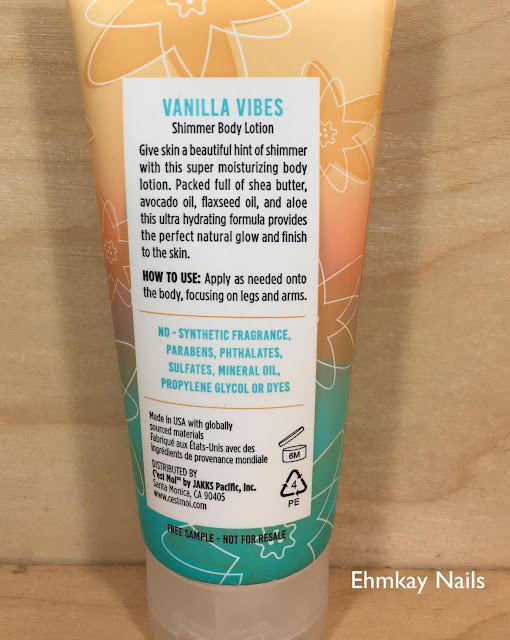 VANILLA VIBES
Shimmer Body Lotion
Give skin a beautiful hint of shimmer
with this super moisturizing body
lotion. Packed full of shea butter,
avocado oil, flaxseed oil, and aloe
this ultra hydrating formula provides
the perfect natural glow and finish
to the skin.
HOW TO USE: Apply as needed onto
the body, focusing on legs and arms.
NO - SYNTHETIC FRAGRANCE,
PARABENS, PHTHALATES,
SULFATES, MINERAL OIL,
PROPYLENE GLYCOL OR DYES
Made in USA with globally
sourced materials
Fabriqué aux États-Unis avec des
Ingrédients de provenance mondiale
DISTRIBUTED BY
C'est Moi™ by JAKKS Pacific, Inc.
Santa Monica, CA 90405
www.cestmoi.com
6M
4
PE
FREE SAMPLE - NOT FOR RESALE
Ehmkay Nails